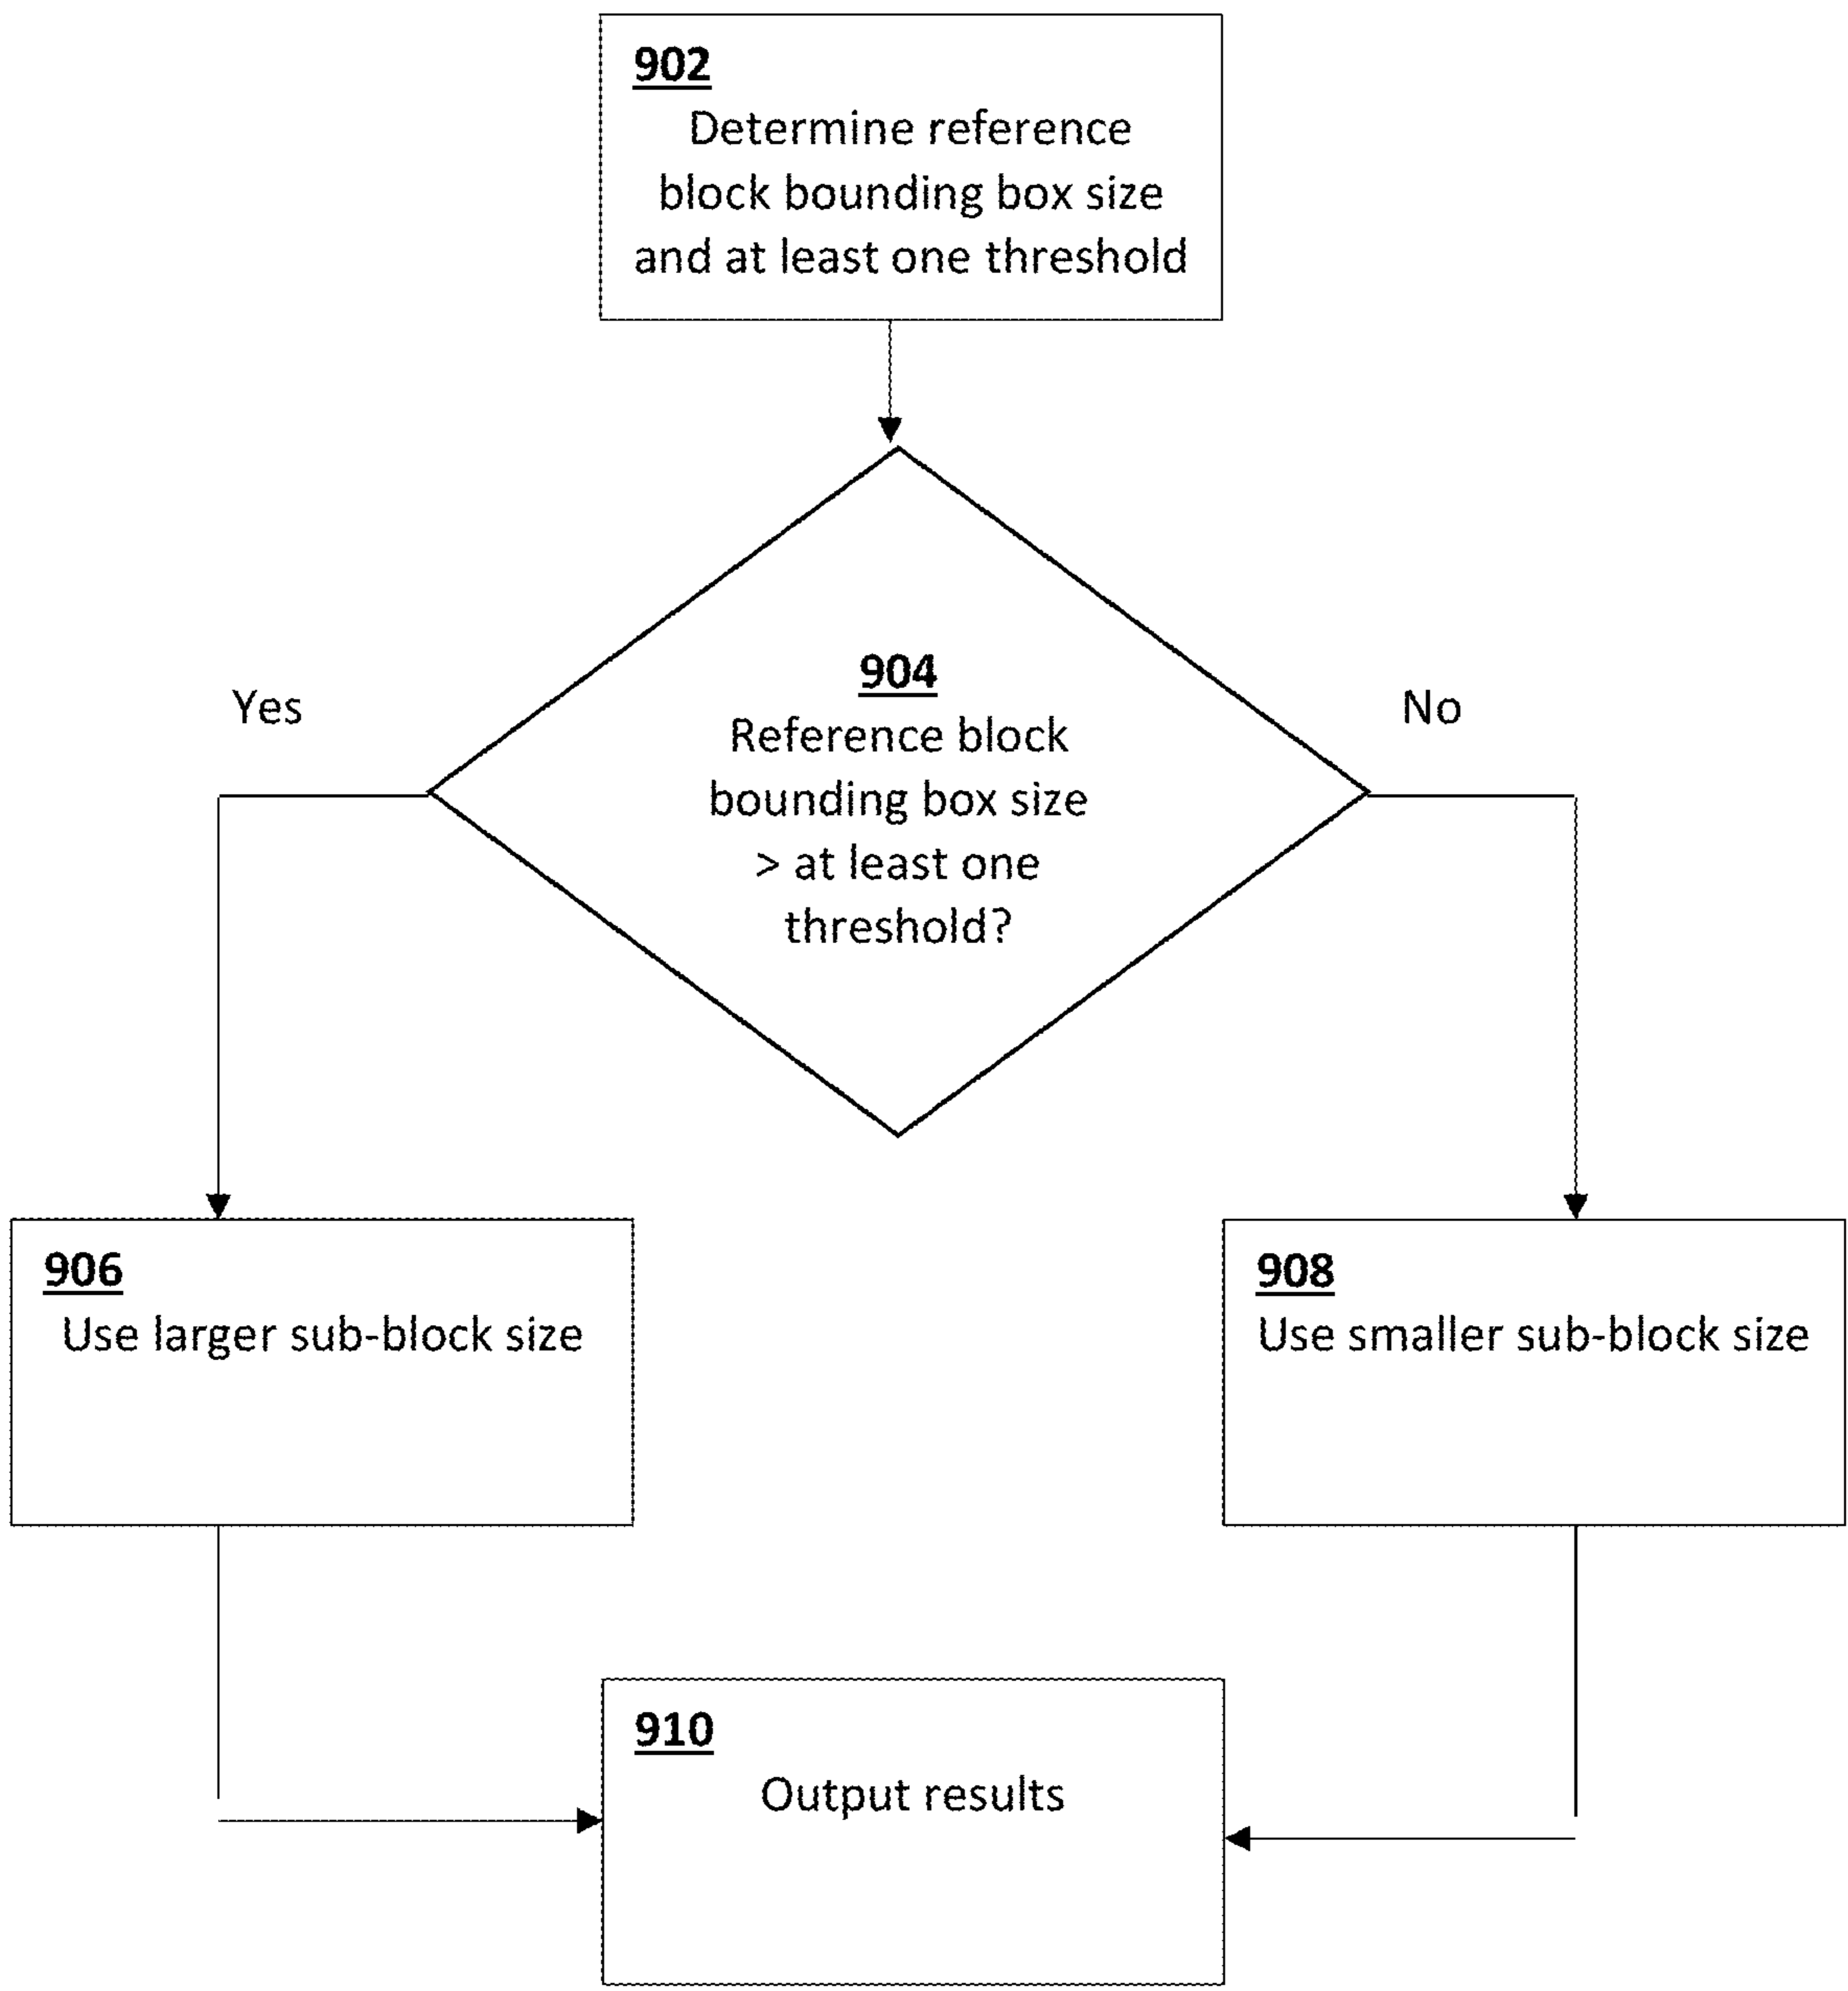 902
Determine reference
block bounding box size
and at least one threshold
904
Reference block
bounding box size
> at least one
threshold?
Yes
No
906
Use larger sub-block size
908
Use smaller sub-block size
910
Output results